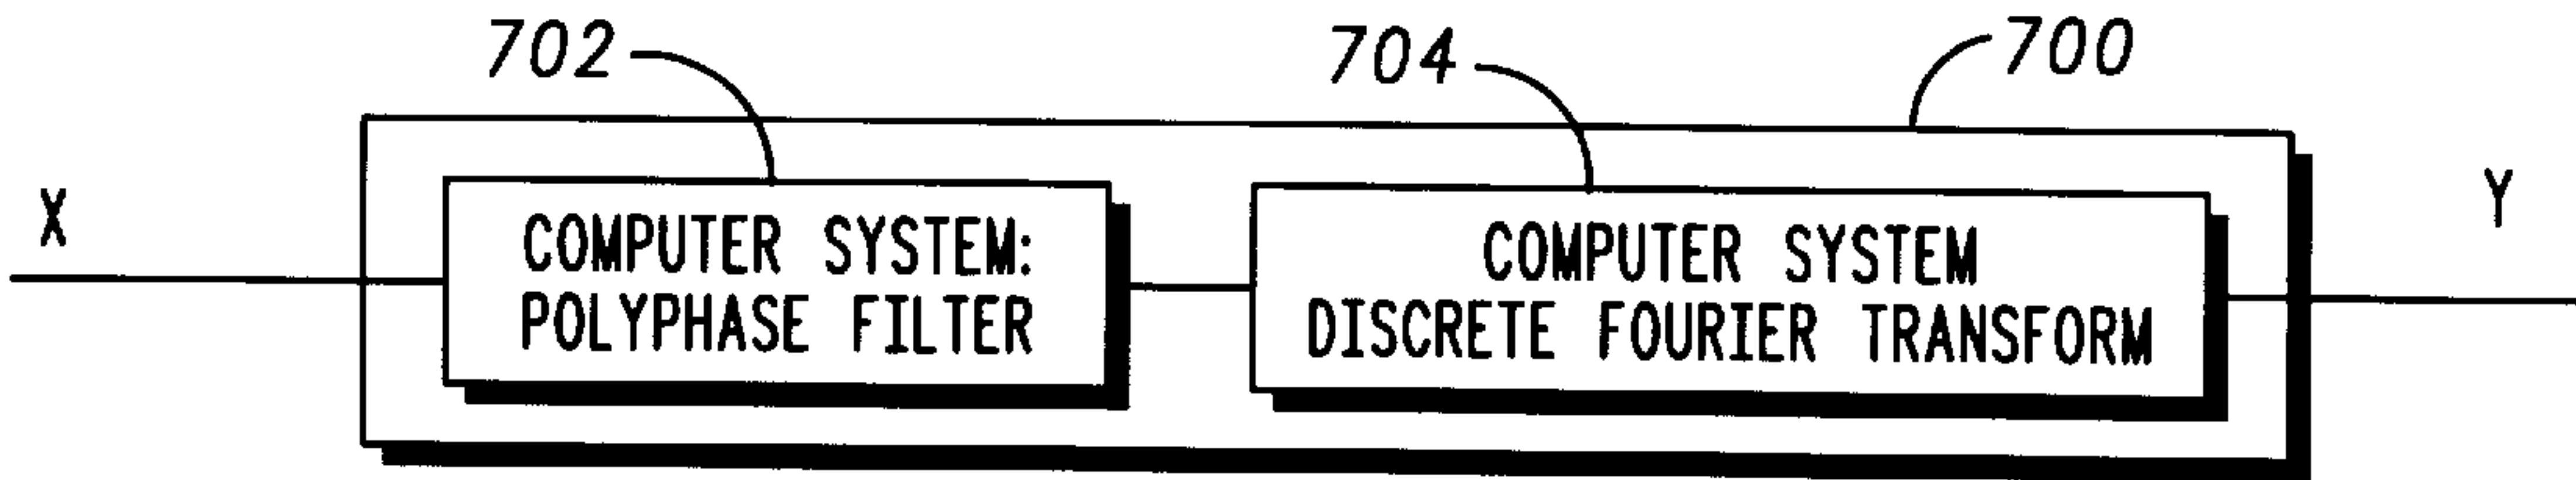 702
704
700
X
COMPUTER SYSTEM:
POLYPHASE FILTER
COMPUTER SYSTEM
DISCRETE FOURIER TRANSFORM
Y